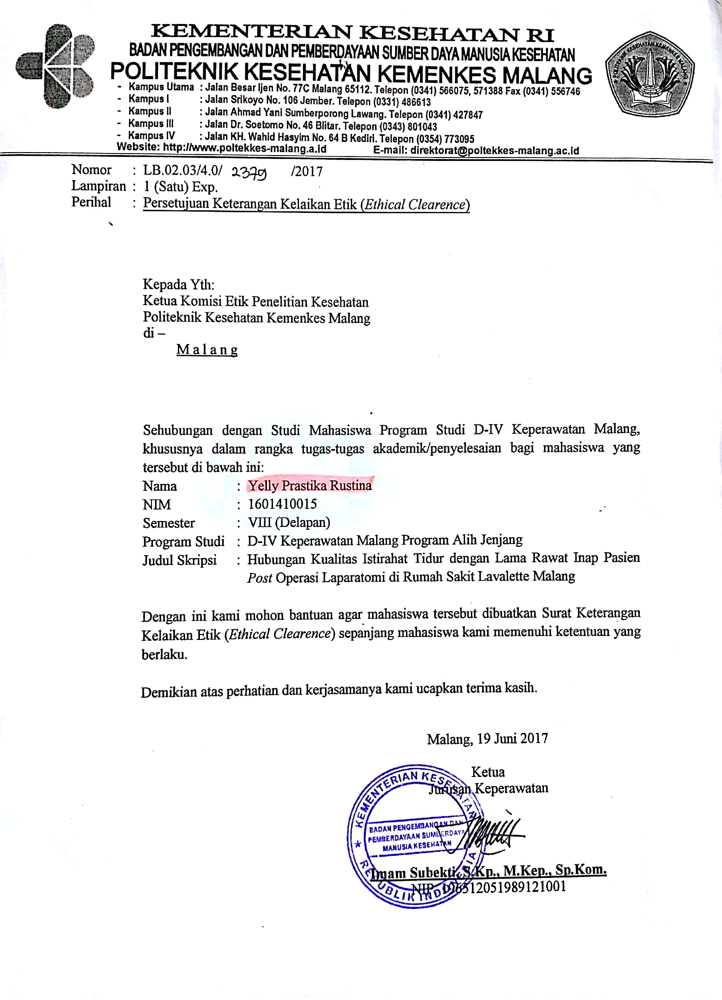 KEMENTERIAN KESEHATAN RI
BADAN PENGEMBANGAN DAN PEMBERDAYAAN SUMBER DAYA MANUSIA KESEHATAN
POLITEKNIK KESEHATAN KEMENKES MALANG
- Kampus Utama : Jalan Besar Ijen No. 77C Malang 65112. Telepon (0341) 566075, 571388 Fax (0341) 556746
- Kampus I : Jalan Srikoyo No. 106 Jember. Telepon (0331) 486613
- Kampus II : Jalan Ahmad Yani Sumberporong Lawang. Telepon (0341) 427847
- Kampus III : Jalan Dr. Soetomo No. 46 Blitar. Telepon (0343) 801043
- Kampus IV : Jalan KH. Wahid Hasyim No. 64 B Kediri. Telepon (0354) 773095
Website: http://www.poltekkes-malang.a.id E-mail: direktorat@poltekkes-malang.ac.id
POLITEKNIK KESEHATAN KEMENKES MALANG
Nomor : LB.02.03/4.0/ 2379 /2017
Lampiran : 1 (Satu) Exp.
Perihal : Persetujuan Keterangan Kelaikan Etik (Ethical Clearence)
Kepada Yth:
Ketua Komisi Etik Penelitian Kesehatan
Politeknik Kesehatan Kemenkes Malang
di –
Malang
Sehubungan dengan Studi Mahasiswa Program Studi D-IV Keperawatan Malang,
khususnya dalam rangka tugas-tugas akademik/penyelesaian bagi mahasiswa yang
tersebut di bawah ini:
Nama : Yelly Prastika Rustina
NIM : 1601410015
Semester : VIII (Delapan)
Program Studi : D-IV Keperawatan Malang Program Alih Jenjang
Judul Skripsi : Hubungan Kualitas Istirahat Tidur dengan Lama Rawat Inap Pasien
Post Operasi Laparatomi di Rumah Sakit Lavalette Malang
Dengan ini kami mohon bantuan agar mahasiswa tersebut dibuatkan Surat Keterangan
Kelaikan Etik (Ethical Clearence) sepanjang mahasiswa kami memenuhi ketentuan yang
berlaku.
Demikian atas perhatian dan kerjasamanya kami ucapkan terima kasih.
Malang, 19 Juni 2017
Ketua
Jurusan Keperawatan
KEMENTERIAN KESEHATAN
BADAN PENGEMBANGAN DAN
PEMBERDAYAAN SUMBERDAYA
MANUSIA KESEHATAN
REPUBLIK INDONESIA
Imam Subekti, S.Kp., M.Kep., Sp.Kom.
NIP. 196512051989121001